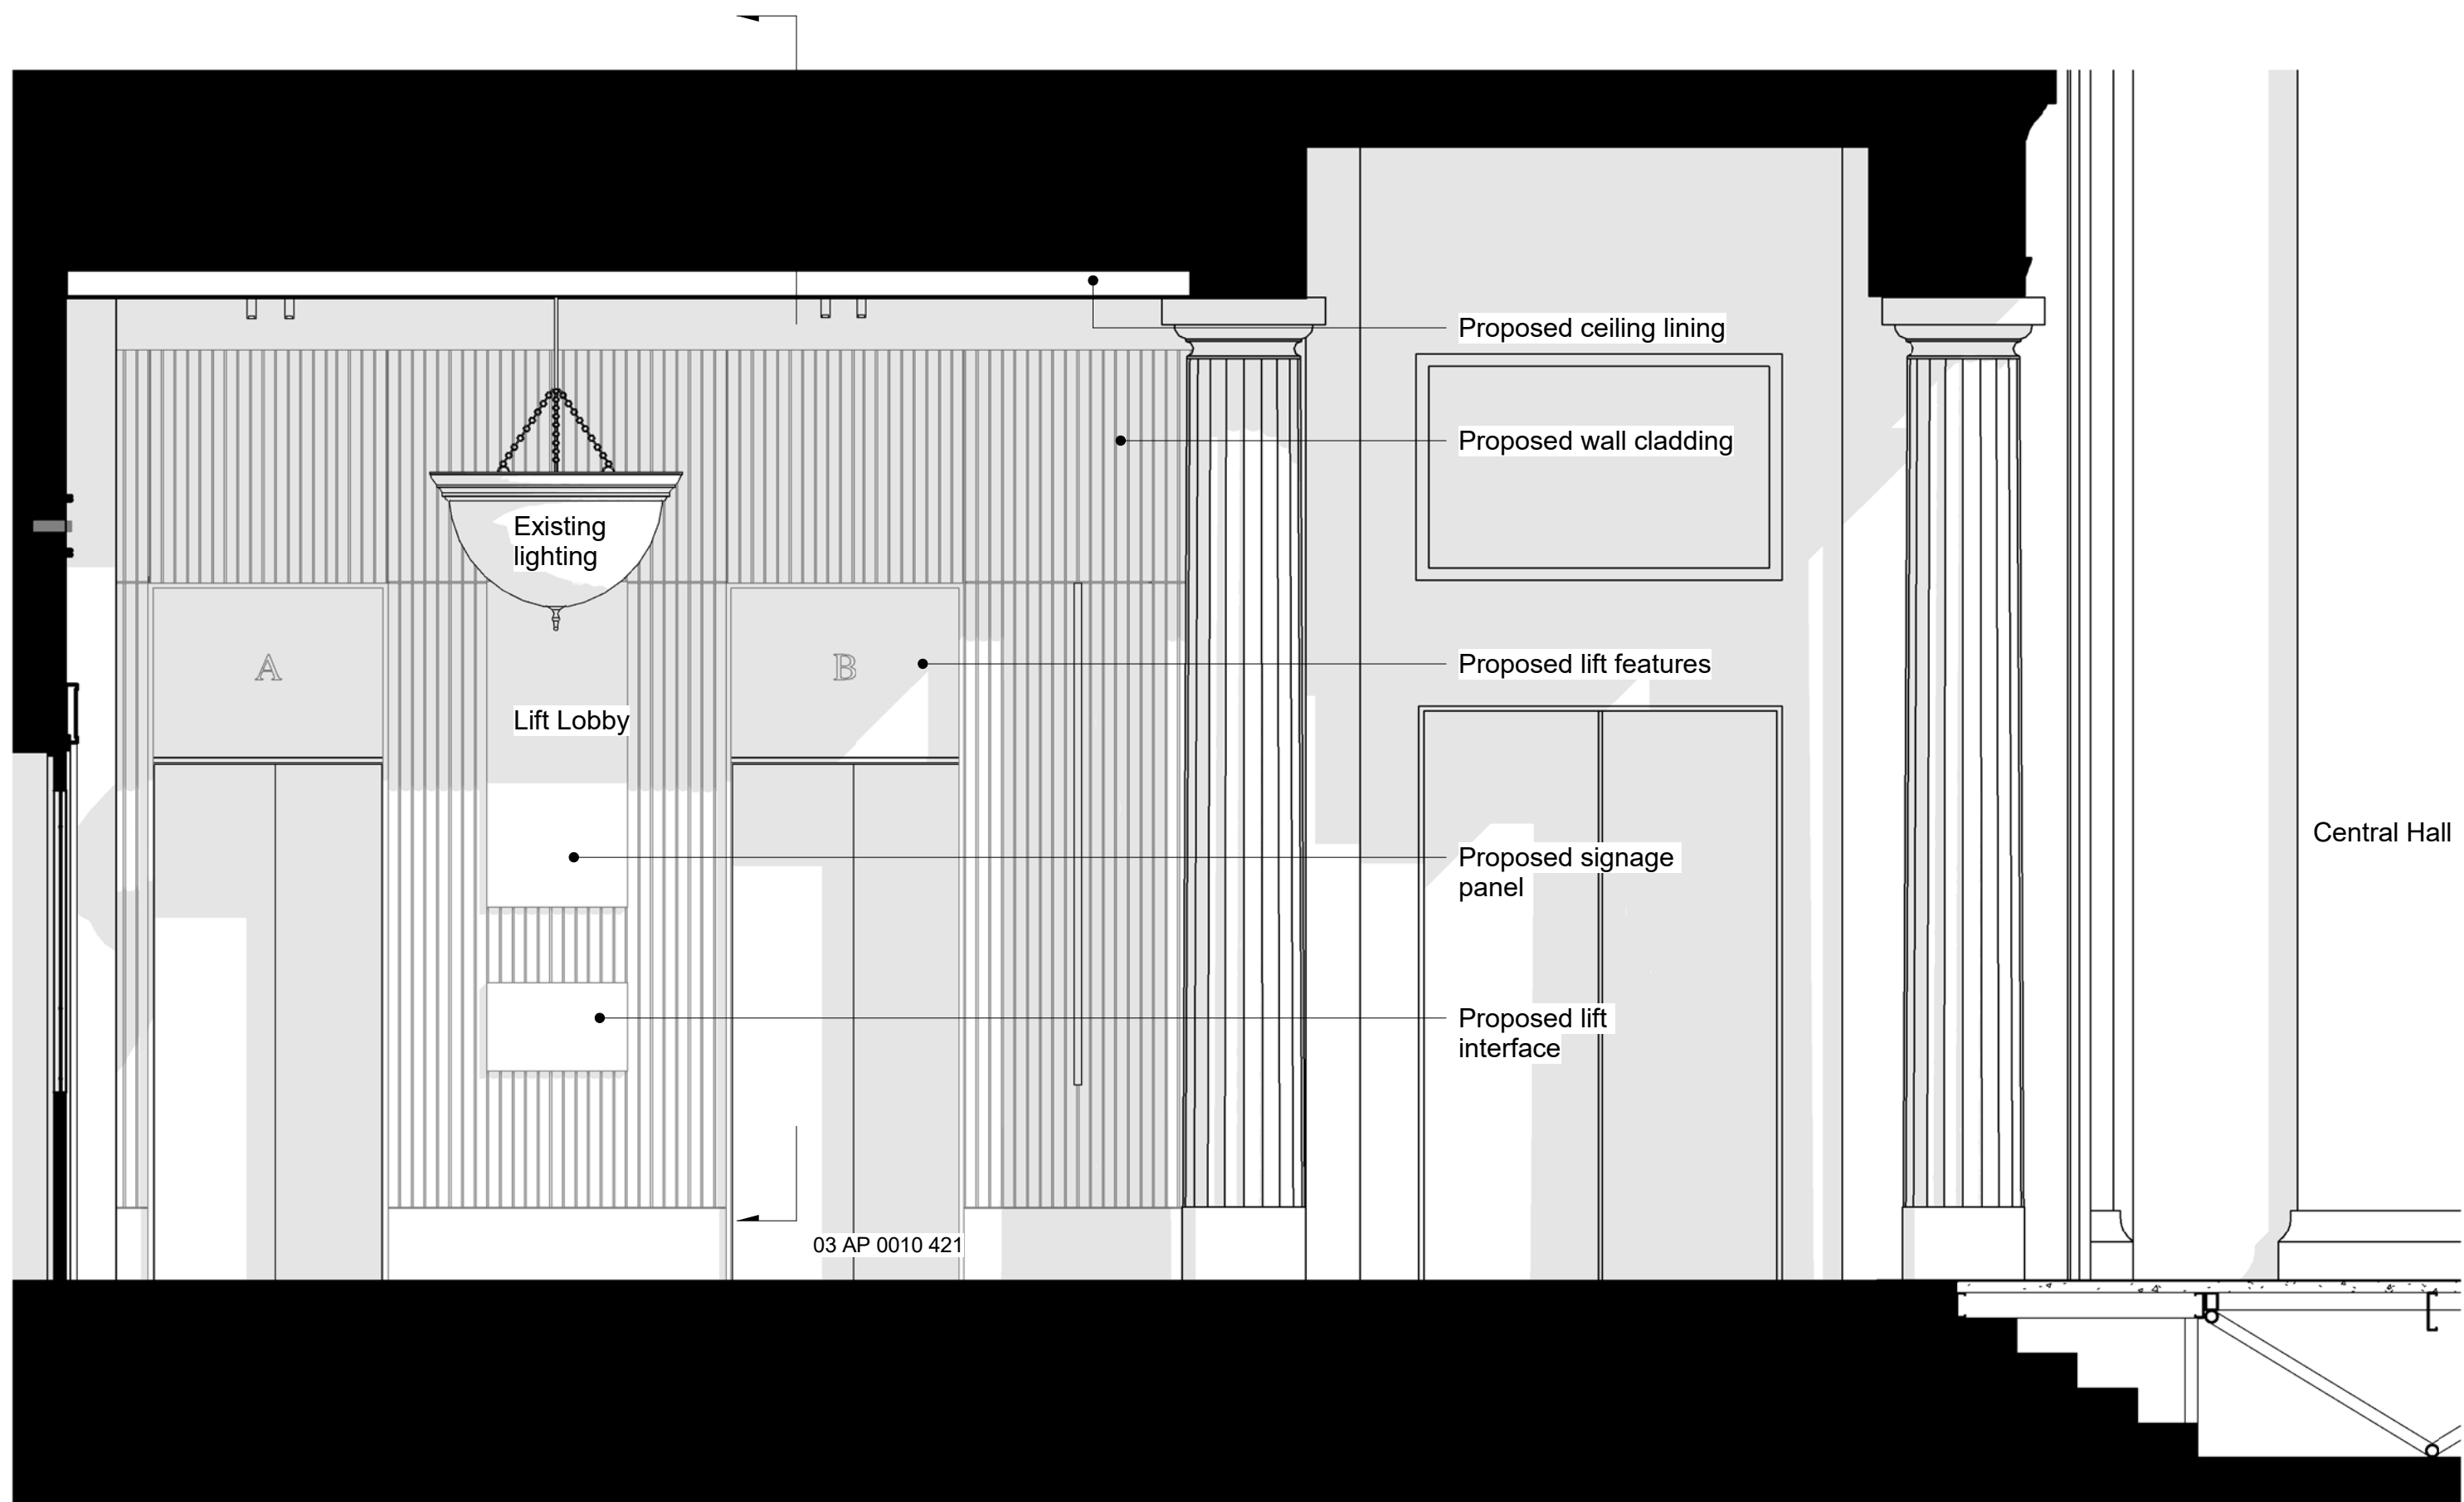 Proposed ceiling lining
Proposed wall cladding
Existing
lighting
A
B
Proposed lift features
Lift Lobby
Central Hall
Proposed signage
panel
Proposed lift
interface
03 AP 0010 421